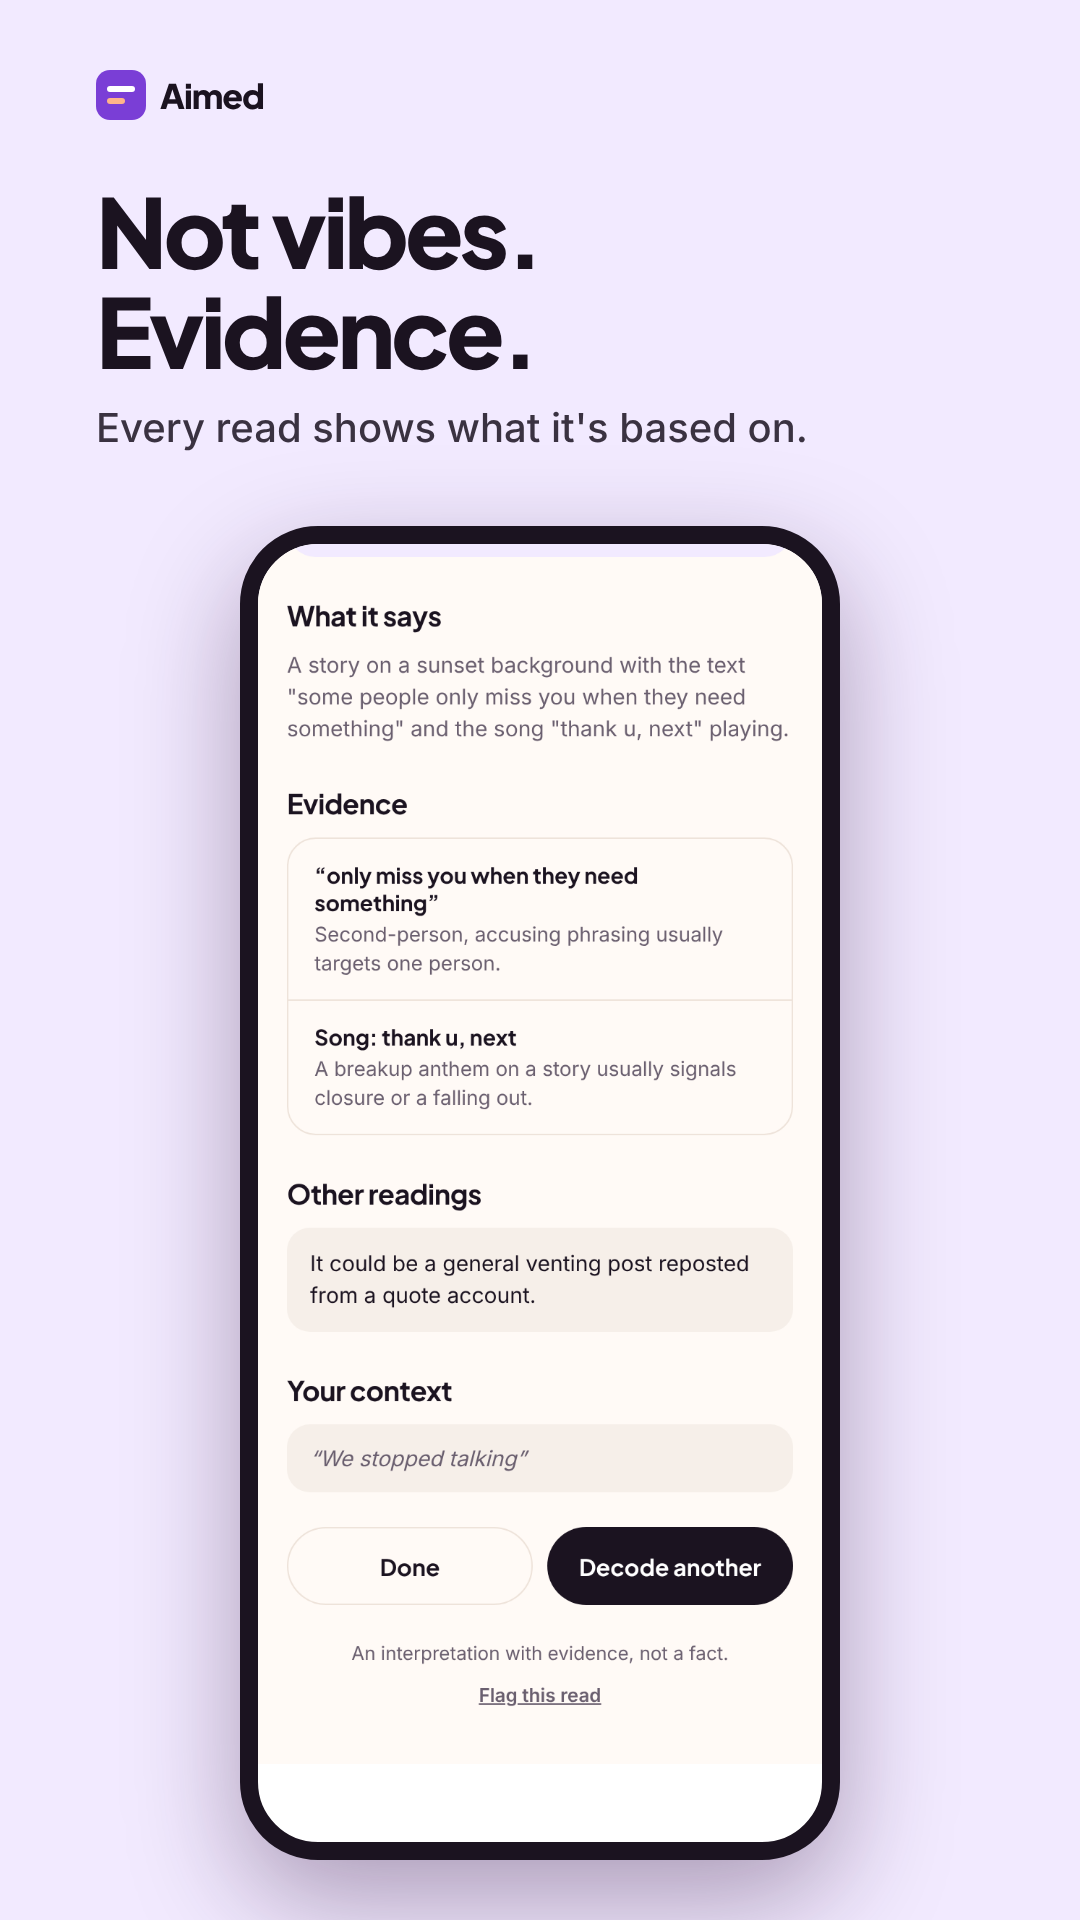 Aimed
Not vibes.
Evidence.
Every read shows what it's based on.
What it says
A story on a sunset background with the text
"some people only miss you when they need
something" and the song "thank u, next" playing.
Evidence
“only miss you when they need
something”
Second-person, accusing phrasing usually
targets one person.
Song: thank u, next
A breakup anthem on a story usually signals
closure or a falling out.
Other readings
It could be a general venting post reposted
from a quote account.
Your context
“We stopped talking”
Done
Decode another
An interpretation with evidence, not a fact.
Flag this read